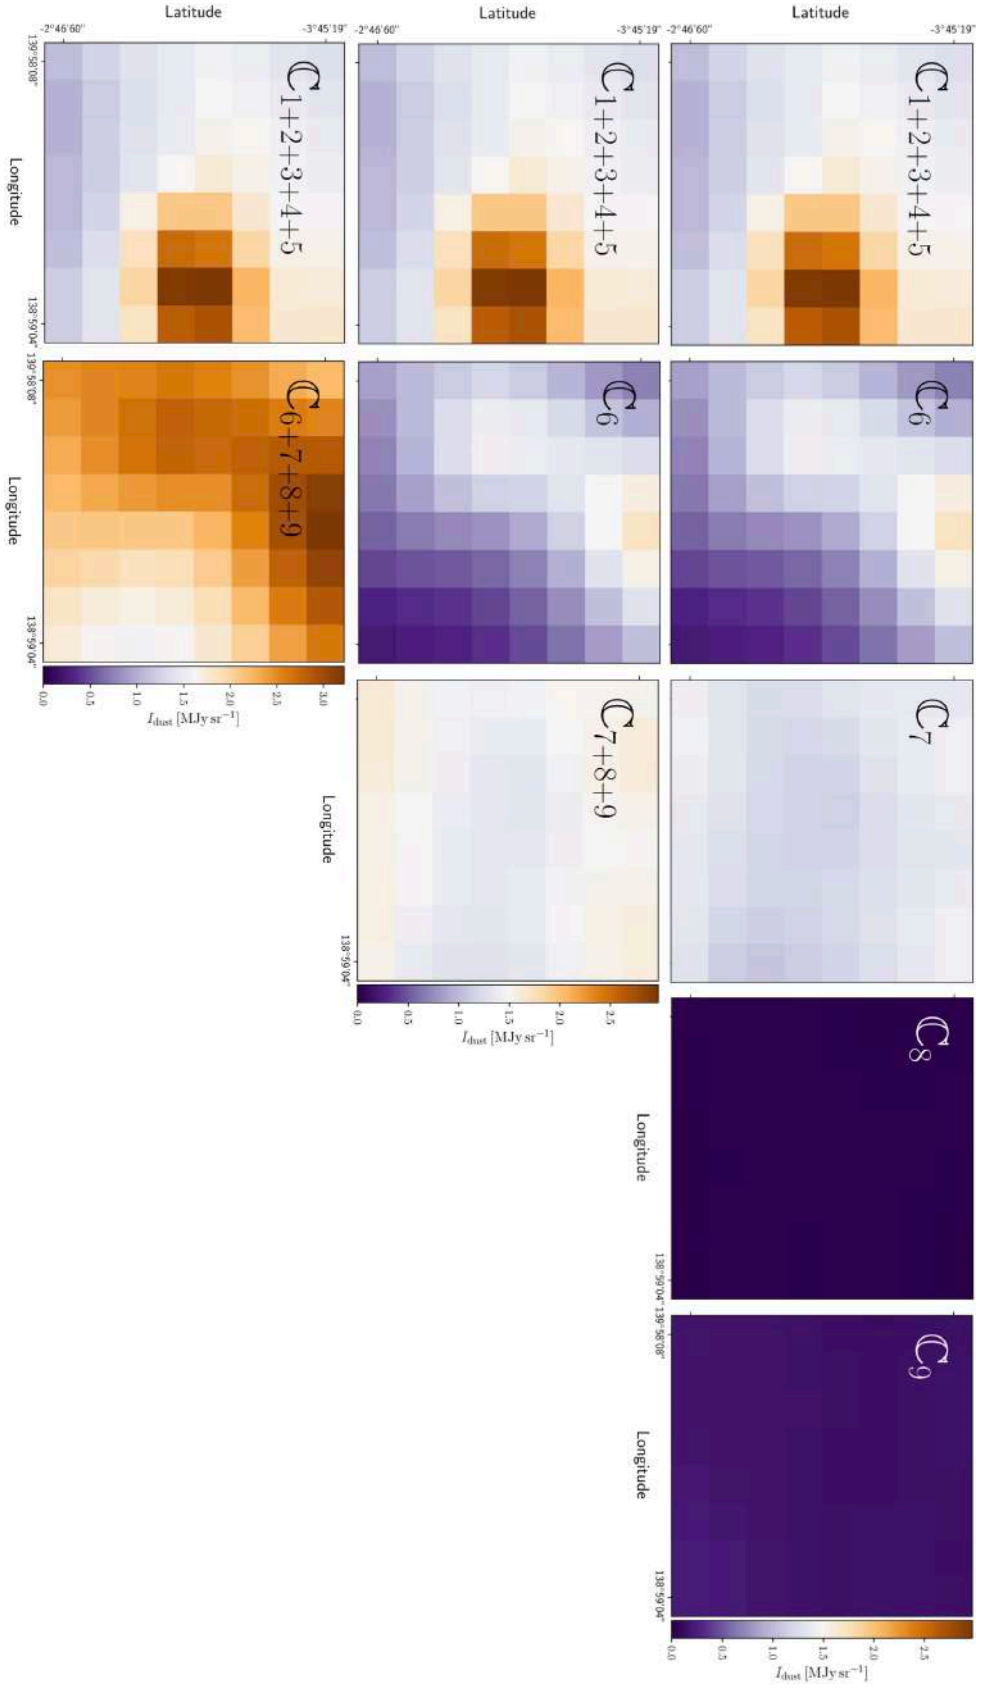 ℂ1+2+3+4+5
ℂ6
ℂ7
ℂ8
ℂ9
-3°45'19"
Latitude
-2°46'60"
Longitude
138°59'04"
139°58'08"
Longitude
138°59'04"
0.0
0.5
1.0
1.5
2.0
2.5
Idust [MJy sr−1]
ℂ1+2+3+4+5
ℂ6
ℂ7+8+9
-3°45'19"
Latitude
-2°46'60"
Longitude
138°59'04"
0.0
0.5
1.0
1.5
2.0
2.5
Idust [MJy sr−1]
ℂ1+2+3+4+5
ℂ6+7+8+9
-3°45'19"
Latitude
-2°46'60"
139°58'08"
Longitude
138°59'04"
139°58'08"
Longitude
138°59'04"
0.0
0.5
1.0
1.5
2.0
2.5
3.0
Idust [MJy sr−1]